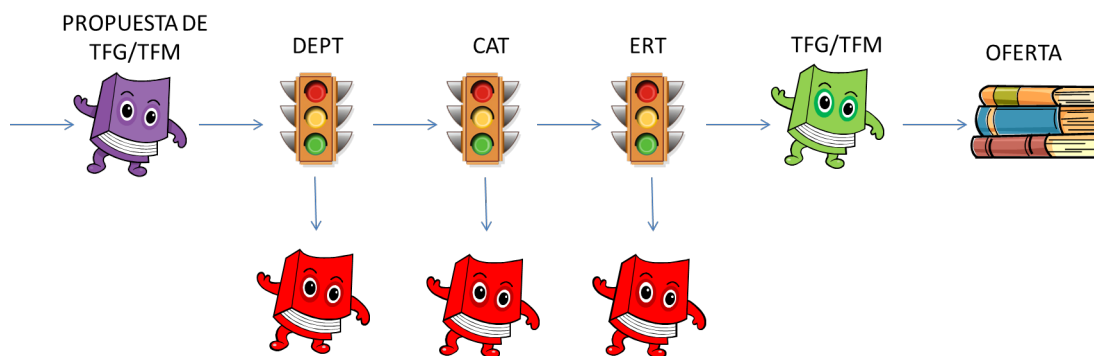 PROPUESTA DE
TFG/TFM
DEPT
CAT
ERT
TFG/TFM
OFERTA